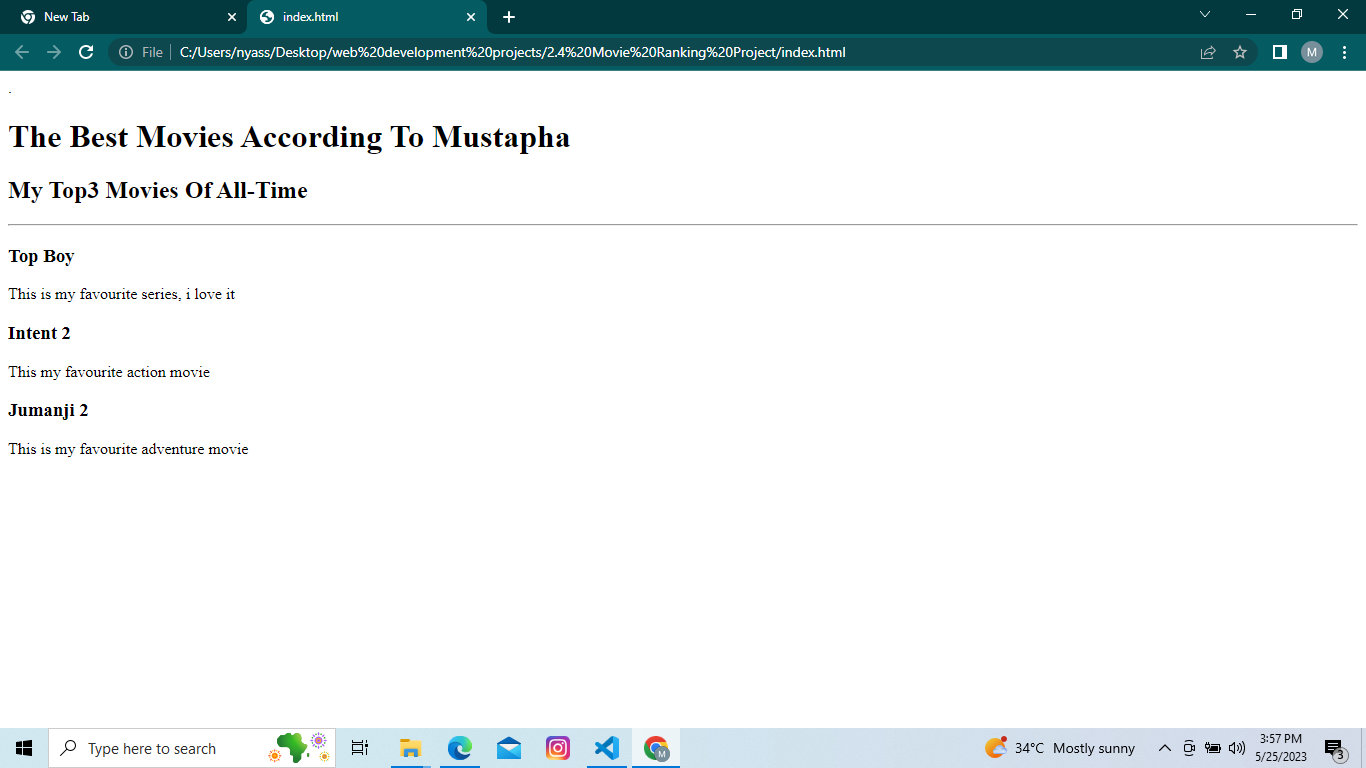 New Tab
index.html
File
C:/Users/nyass/Desktop/web%20development%20projects/2.4%20Movie%20Ranking%20Project/index.html
M
.
The Best Movies According To Mustapha
My Top3 Movies Of All-Time
Top Boy
This is my favourite series, i love it
Intent 2
This my favourite action movie
Jumanji 2
This is my favourite adventure movie
Type here to search
M
34°C Mostly sunny
3:57 PM
5/25/2023
3